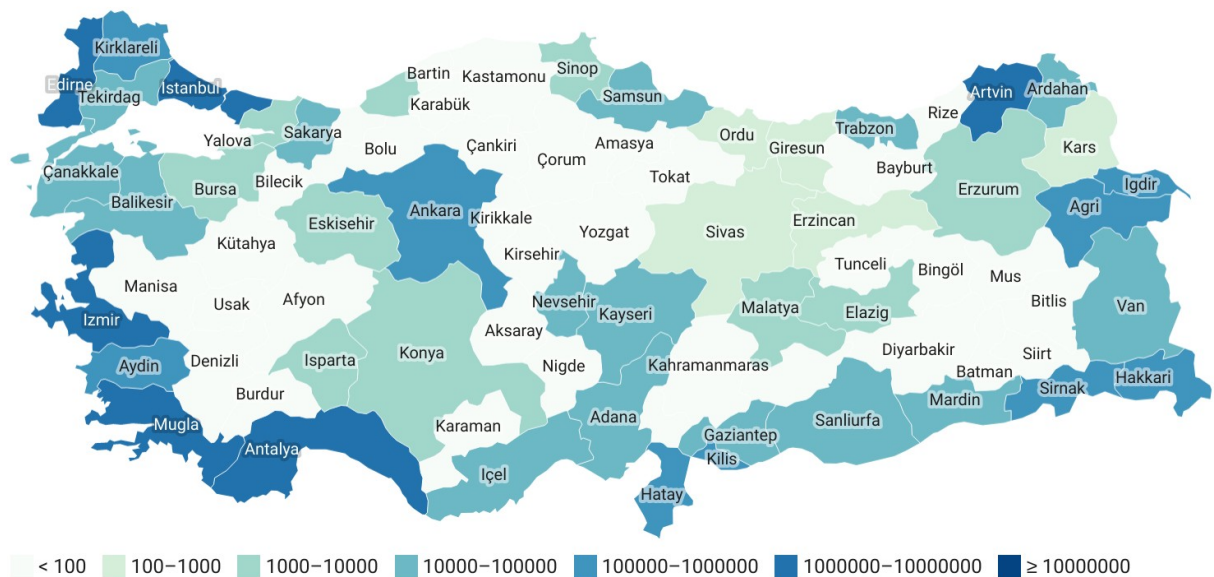 Kirklareli
Edirne
Tekirdag
Istanbul
Bartin
Kastamonu
Sinop
Karabük
Samsun
Artvin
Ardahan
Rize
Yalova
Sakarya
Bolu
Çankiri
Çorum
Amasya
Ordu
Giresun
Trabzon
Bayburt
Kars
Çanakkale
Balikesir
Bursa
Bilecik
Tokat
Erzurum
Igdir
Agri
Eskisehir
Ankara
Kirikkale
Kütahya
Yozgat
Sivas
Erzincan
Kirsehir
Tunceli
Bingöl
Mus
Manisa
Usak
Afyon
Nevsehir
Kayseri
Malatya
Elazig
Bitlis
Van
Izmir
Aksaray
Aydin
Denizli
Isparta
Konya
Nigde
Kahramanmaras
Diyarbakir
Siirt
Batman
Sirnak
Hakkari
Burdur
Mugla
Antalya
Karaman
Adana
Gaziantep
Sanliurfa
Mardin
Içel
Kilis
Hatay
< 100 100–1000 1000–10000 10000–100000 100000–1000000 1000000–10000000 ≥ 10000000